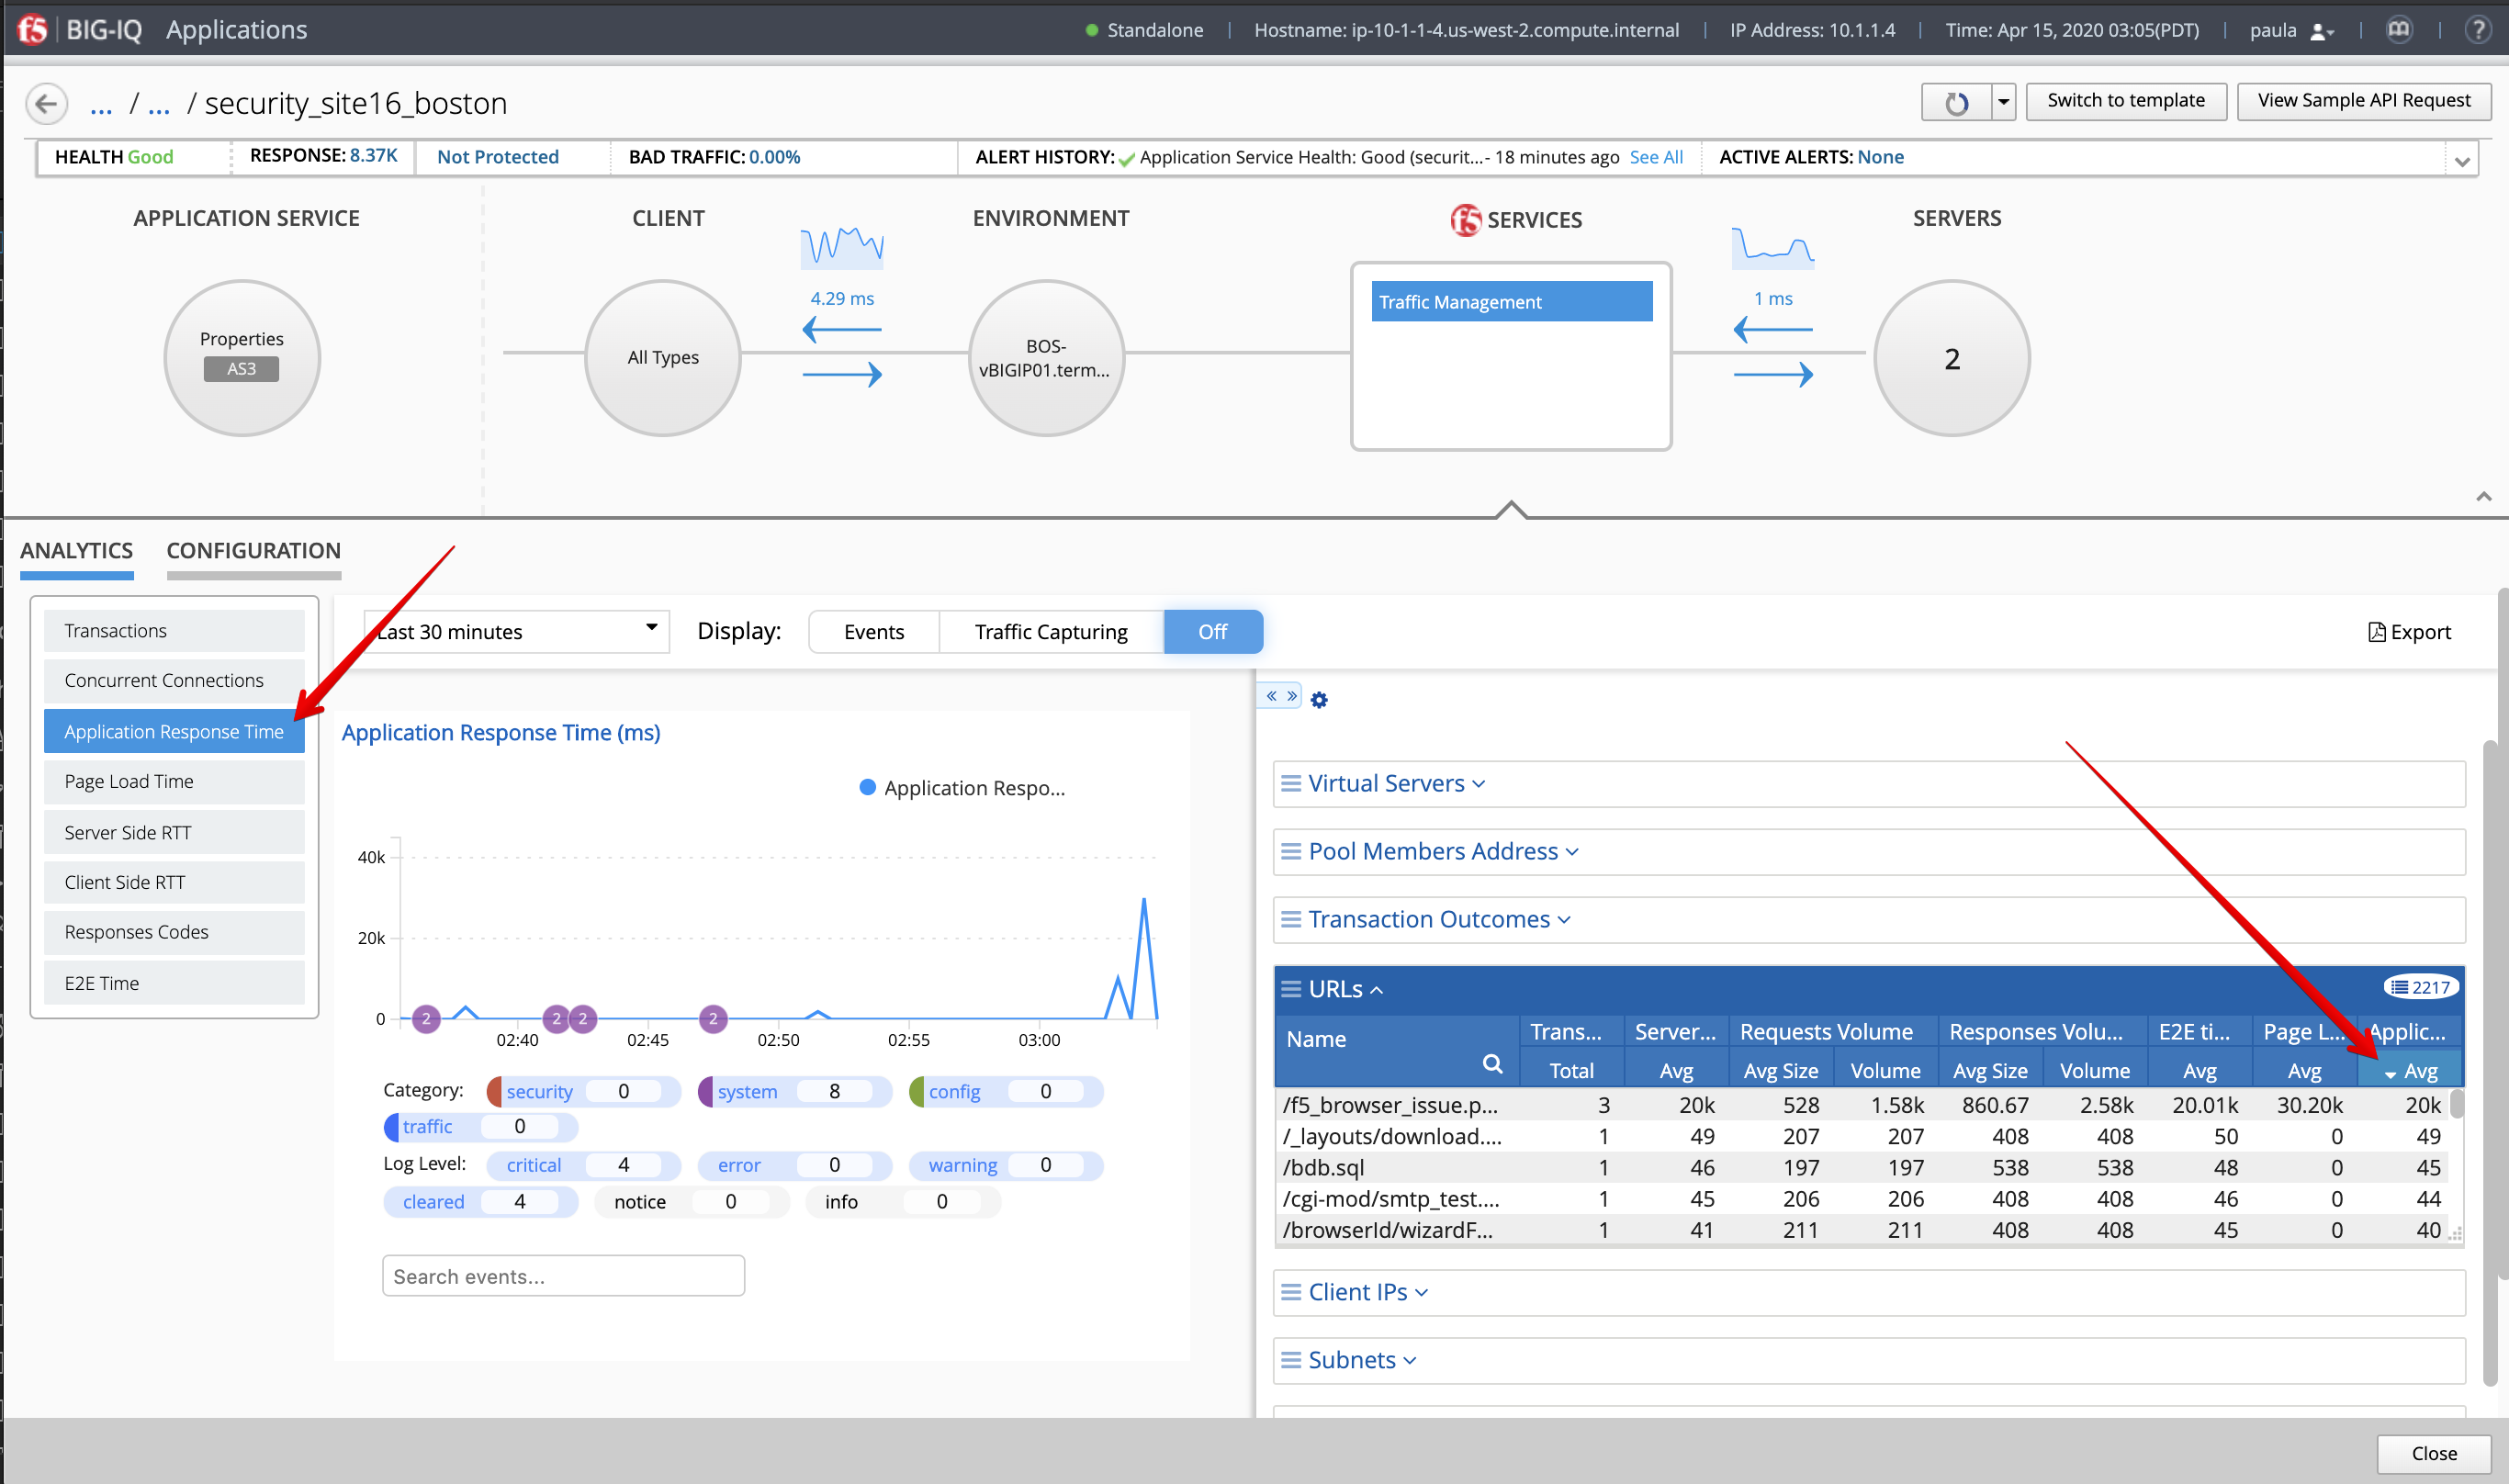 f5 BIG-IQ Applications
Standalone | Hostname: ip-10-1-1-4.us-west-2.compute.internal | IP Address: 10.1.1.4 | Time: Apr 15, 2020 03:05(PDT) | paula ?
... / ... / security_site16_boston
Switch to template View Sample API Request
HEALTH Good RESPONSE: 8.37K Not Protected BAD TRAFFIC: 0.00% ALERT HISTORY: Application Service Health: Good (securit...- 18 minutes ago See All ACTIVE ALERTS: None
APPLICATION SERVICE CLIENT ENVIRONMENT f5 SERVICES SERVERS
Properties
AS3
All Types
4.29 ms
BOS-
vBIGIP01.term...
Traffic Management
1 ms
2
ANALYTICS CONFIGURATION
Transactions
Concurrent Connections
Application Response Time
Page Load Time
Server Side RTT
Client Side RTT
Responses Codes
E2E Time
Last 30 minutes Display: Events Traffic Capturing Off Export
Application Response Time (ms)
Application Respo...
40k
20k
0
2 2 2 2
02:40 02:45 02:50 02:55 03:00
Category: security 0 system 8 config 0
traffic 0
Log Level: critical 4 error 0 warning 0
cleared 4 notice 0 info 0
Search events...
« »
Virtual Servers
Pool Members Address
Transaction Outcomes
URLs 2217
Name Trans... Server... Requests Volume Responses Volu... E2E ti... Page L... Applic...
Total Avg Avg Size Volume Avg Size Volume Avg Avg Avg
/f5_browser_issue.p... 3 20k 528 1.58k 860.67 2.58k 20.01k 30.20k 20k
/_layouts/download.... 1 49 207 207 408 408 50 0 49
/bdb.sql 1 46 197 197 538 538 48 0 45
/cgi-mod/smtp_test.... 1 45 206 206 408 408 46 0 44
/browserId/wizardF... 1 41 211 211 408 408 45 0 40
Client IPs
Subnets
Close